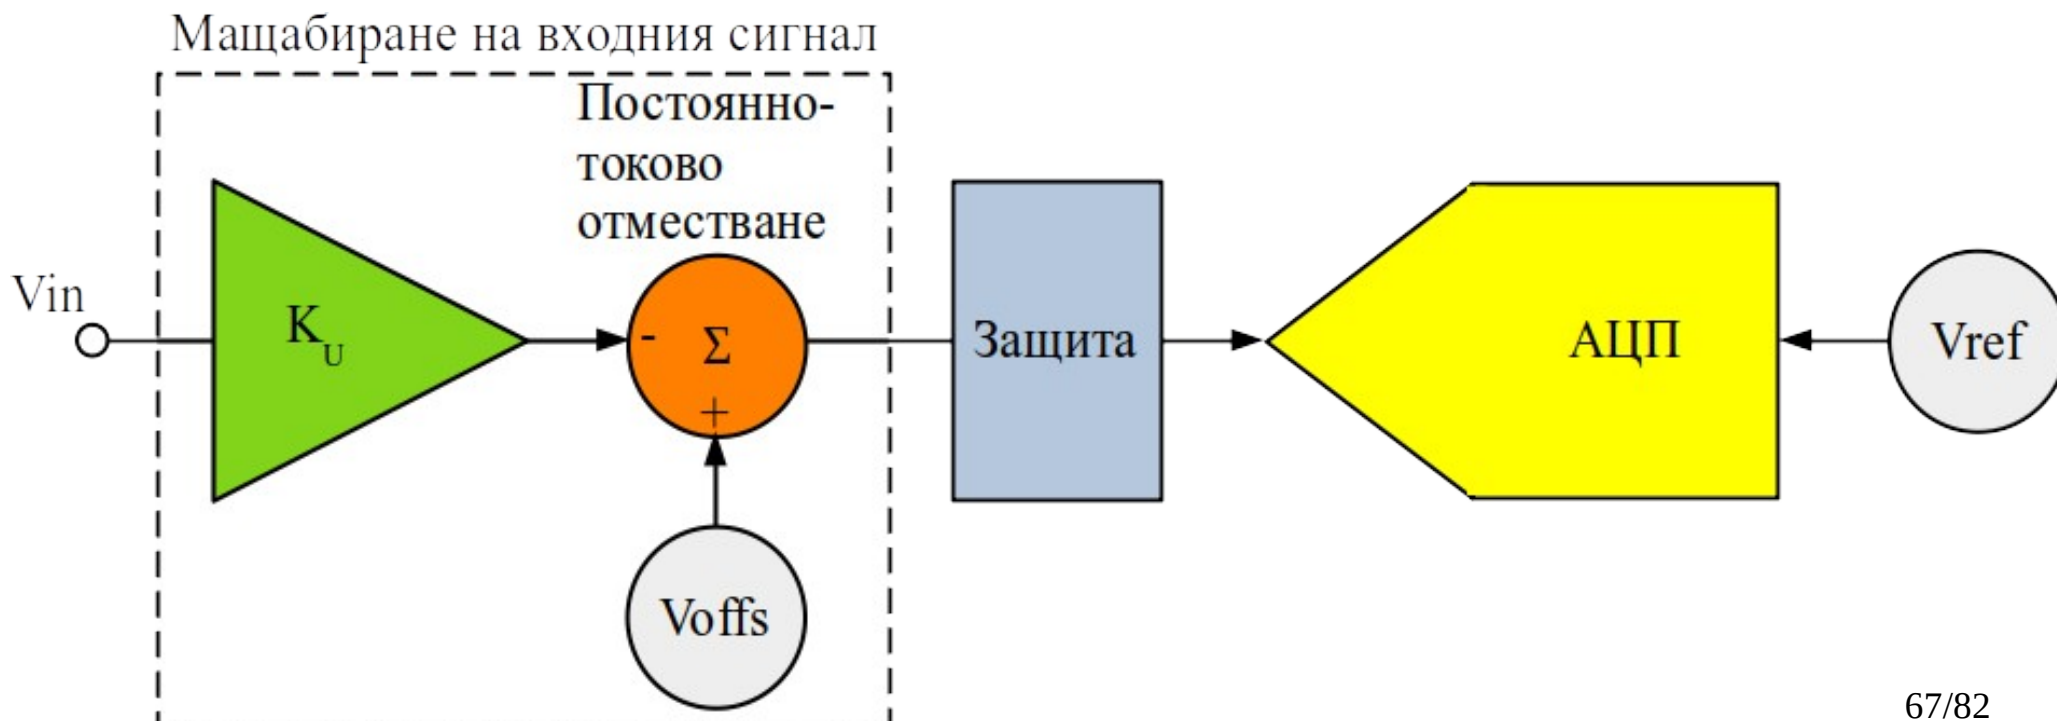 Мащабиране на входния сигнал
Постоянно-
токово
отместване
Vin
K
U
-
Σ
+
Защита
АЦП
Vref
Voffs
67/82